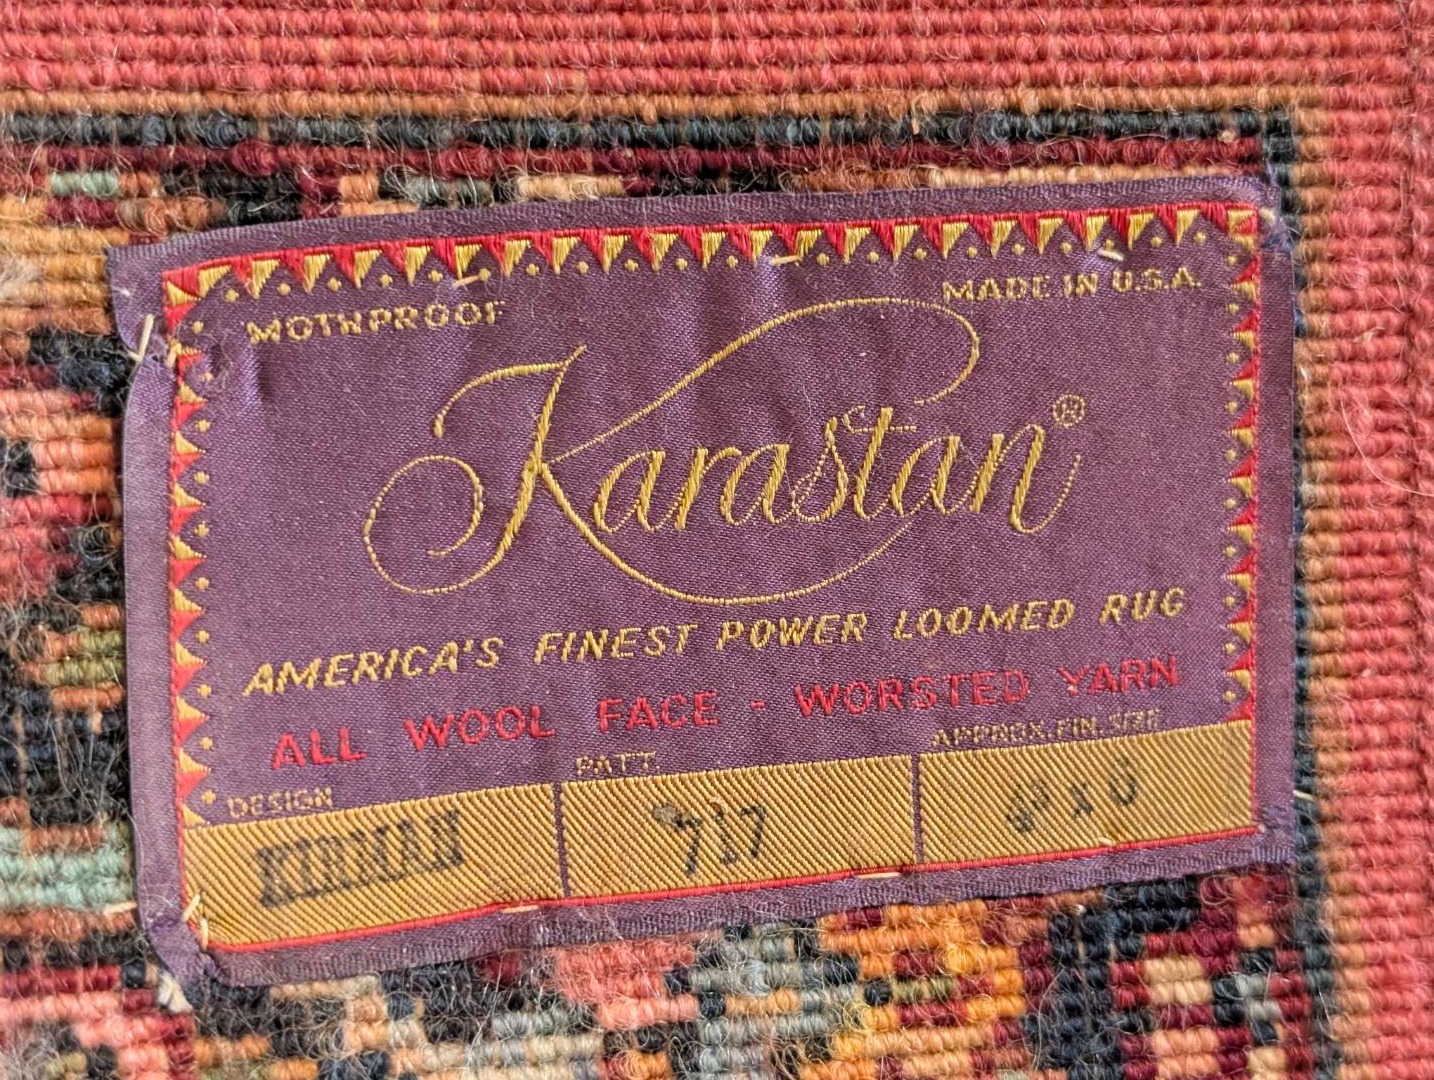 MOTHPROOF
MADE IN U.S.A.
Karastan®
AMERICA'S FINEST POWER LOOMED RUG
ALL WOOL FACE - WORSTED YARN
DESIGN PATT. APPROX. FIN. SIZE
KIRMAN 717